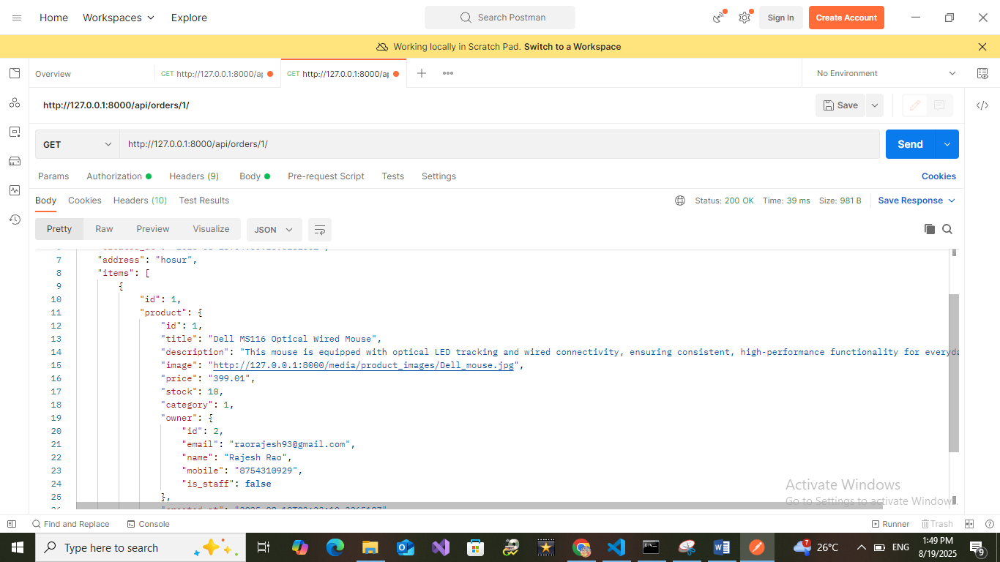 Home Workspaces Explore Search Postman Sign In Create Account
Working locally in Scratch Pad. Switch to a Workspace
Overview GET http://127.0.0.1:8000/ap GET http://127.0.0.1:8000/ap No Environment
http://127.0.0.1:8000/api/orders/1/ Save
GET http://127.0.0.1:8000/api/orders/1/ Send
Params Authorization Headers (9) Body Pre-request Script Tests Settings Cookies
Body Cookies Headers (10) Test Results Status: 200 OK Time: 39 ms Size: 981 B Save Response
Pretty Raw Preview Visualize JSON
7 "address": "hosur",
8 "items": [
9 {
10 "id": 1,
11 "product": {
12 "id": 1,
13 "title": "Dell MS116 Optical Wired Mouse",
14 "description": "This mouse is equipped with optical LED tracking and wired connectivity, ensuring consistent, high-performance functionality for everyda
15 "image": "http://127.0.0.1:8000/media/product_images/Dell_mouse.jpg",
16 "price": "399.01",
17 "stock": 10,
18 "category": 1,
19 "owner": {
20 "id": 2,
21 "email": "raorajesh93@gmail.com",
22 "name": "Rajesh Rao",
23 "mobile": "8754310929",
24 "is_staff": false
25 },
Activate Windows
Go to Settings to activate Windows.
Find and Replace Console Runner Trash
Type here to search 7 26°C ENG 1:49 PM
8/19/2025 9